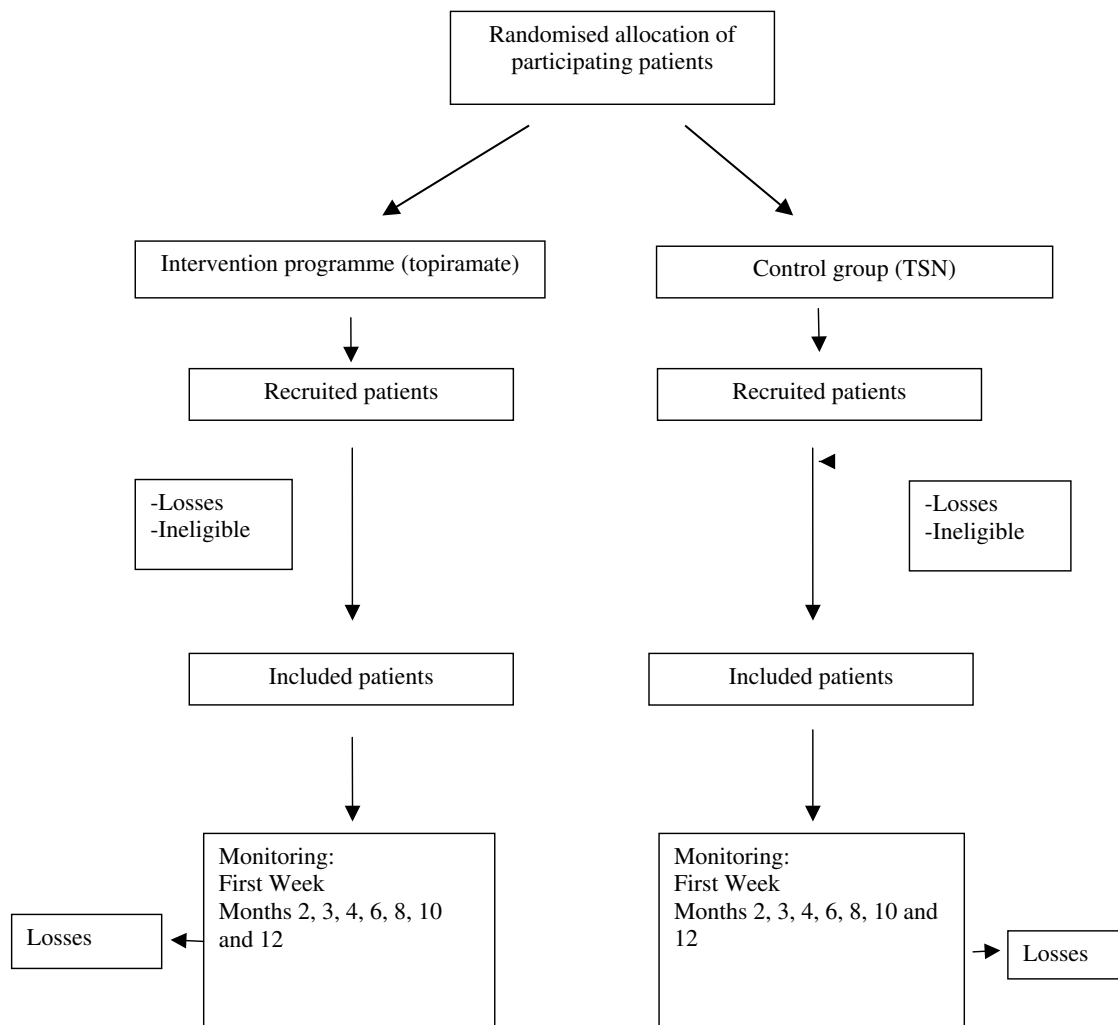 Randomised allocation of
participating patients
Intervention programme (topiramate)
Control group (TSN)
Recruited patients
Recruited patients
-Losses
-Ineligible
-Losses
-Ineligible
Included patients
Included patients
Monitoring:
First Week
Months 2, 3, 4, 6, 8, 10
and 12
Monitoring:
First Week
Months 2, 3, 4, 6, 8, 10 and
12
Losses
Losses